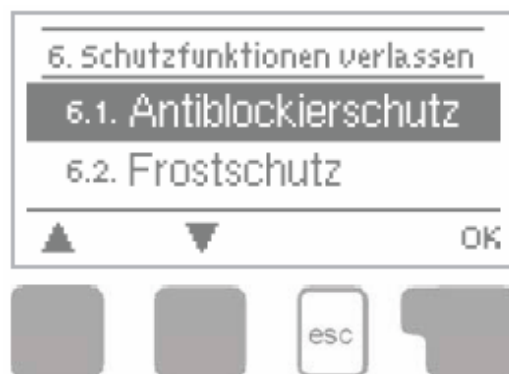 6. Schutzfunktionen verlassen
6.1. Antiblockierschutz
6.2. Frostschutz
OK
esc